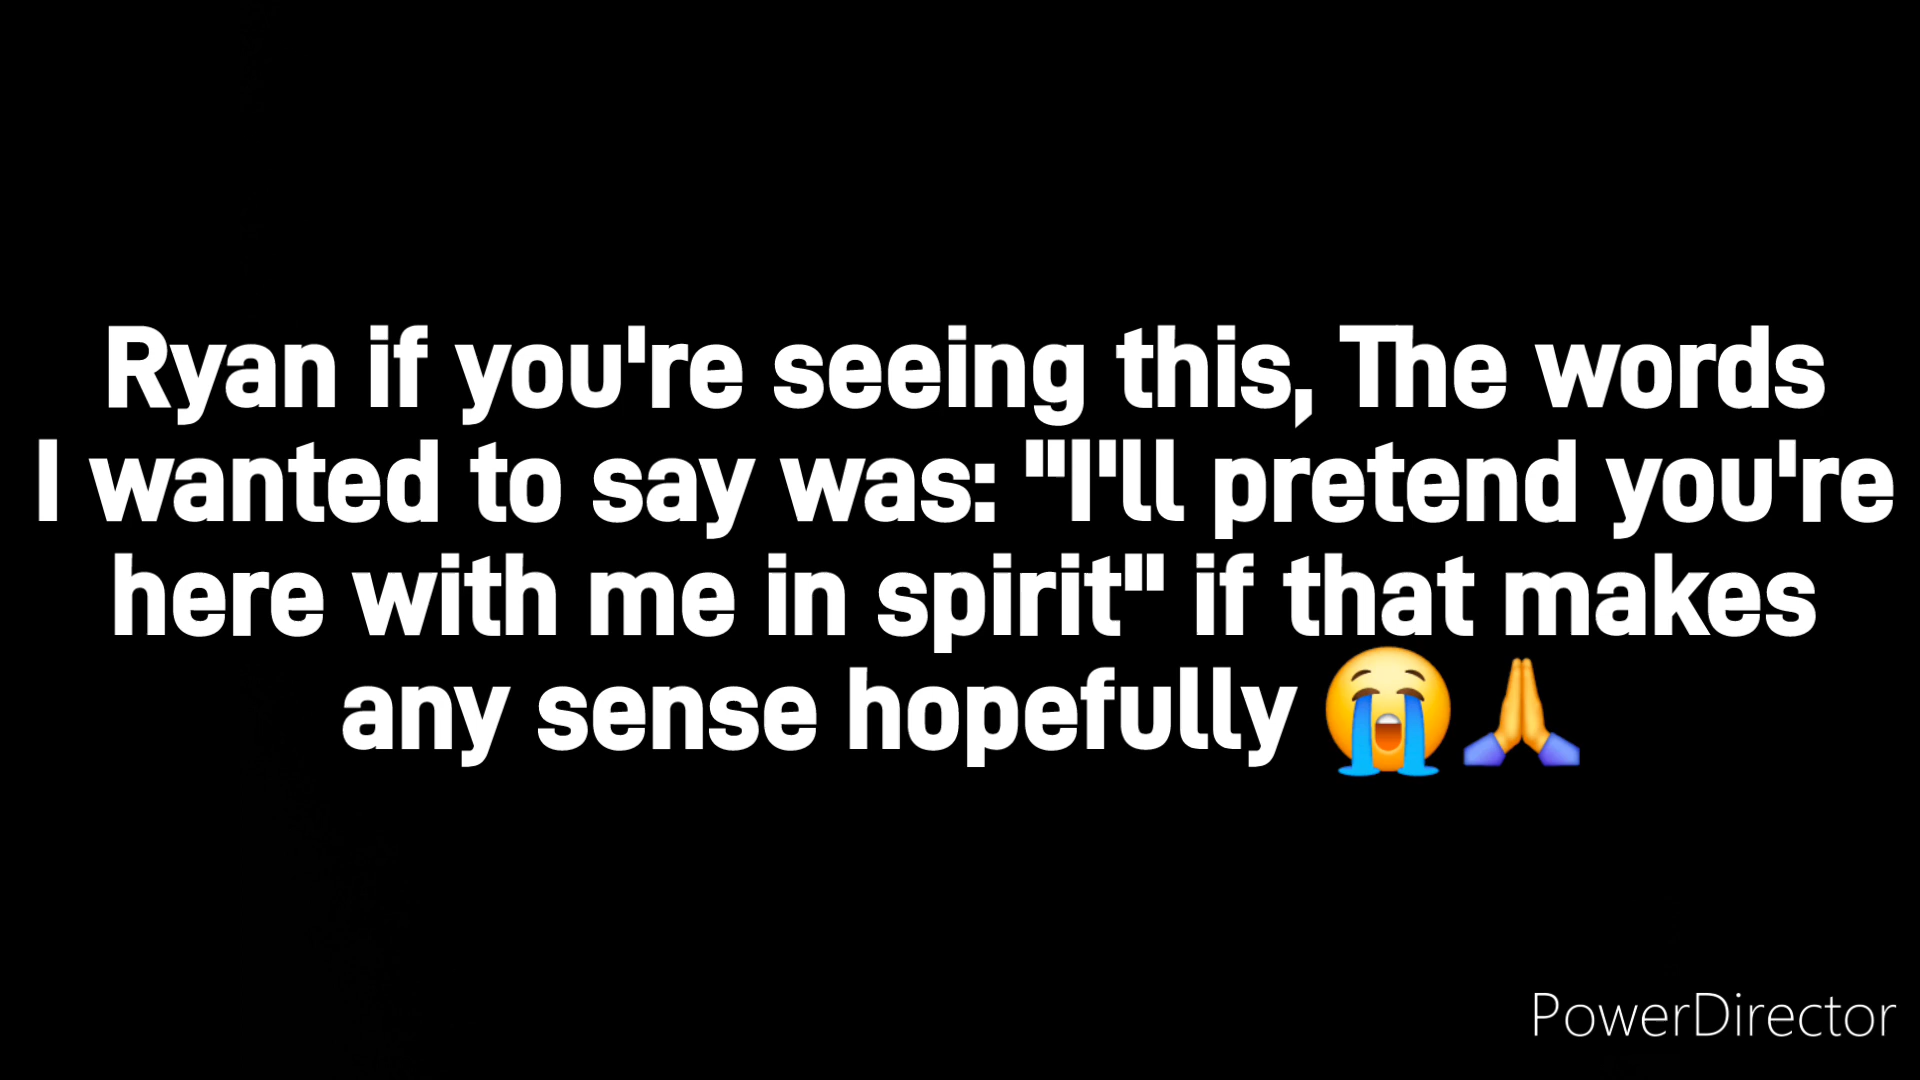 Ryan if you're seeing this, The words
I wanted to say was: "I'll pretend you're
here with me in spirit" if that makes
any sense hopefully 😭🙏
PowerDirector